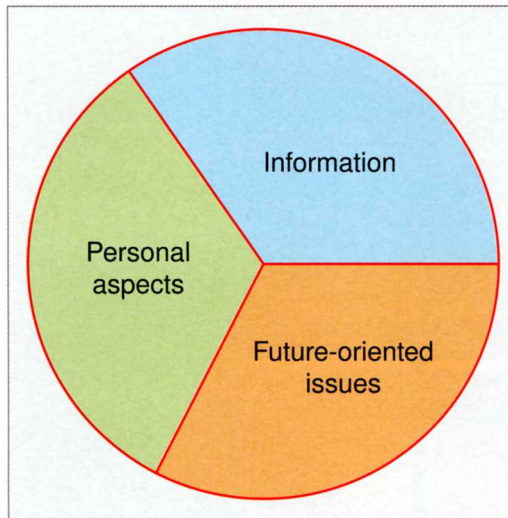 Information
Personal
aspects
Future-oriented
issues